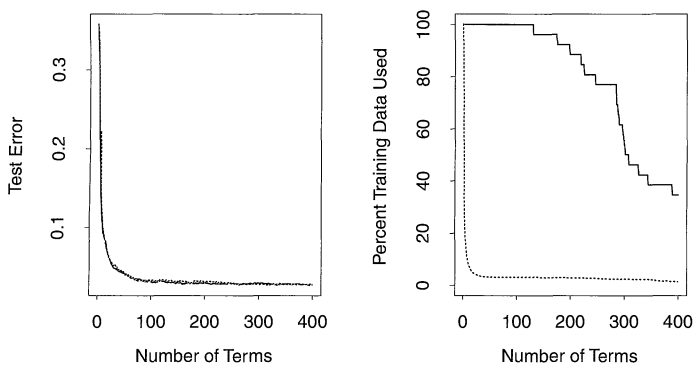 Test Error
0.3
0.2
0.1
0 100 200 300 400
Number of Terms
Percent Training Data Used
100
80
60
40
20
0
0 100 200 300 400
Number of Terms